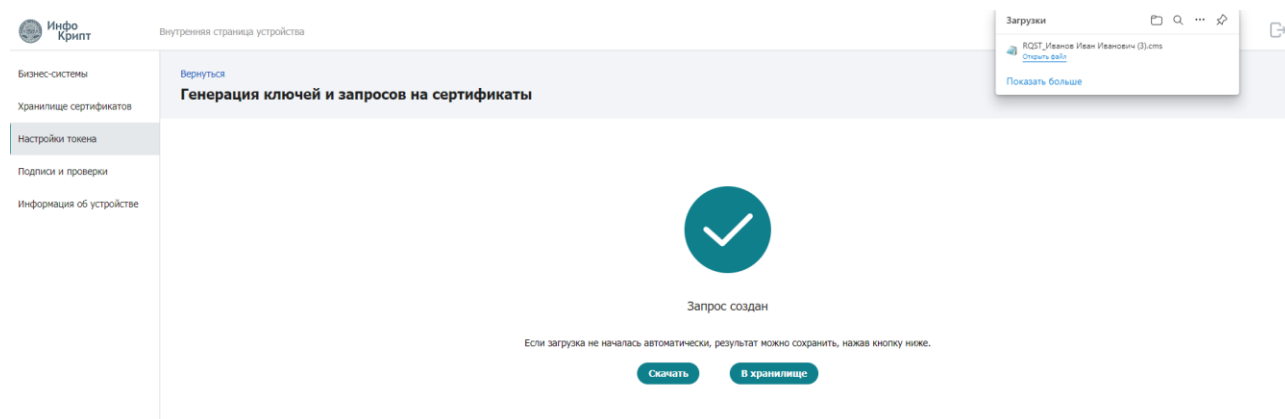 Инфо
Крипт
Внутренняя страница устройства
Загрузки
RQST_Иванов Иван Иванович (3).cms
Открыть файл
Показать больше
Бизнес-системы
Хранилище сертификатов
Настройки токена
Подписи и проверки
Информация об устройстве
Вернуться
Генерация ключей и запросов на сертификаты
Запрос создан
Если загрузка не началась автоматически, результат можно сохранить, нажав кнопку ниже.
Скачать
В хранилище